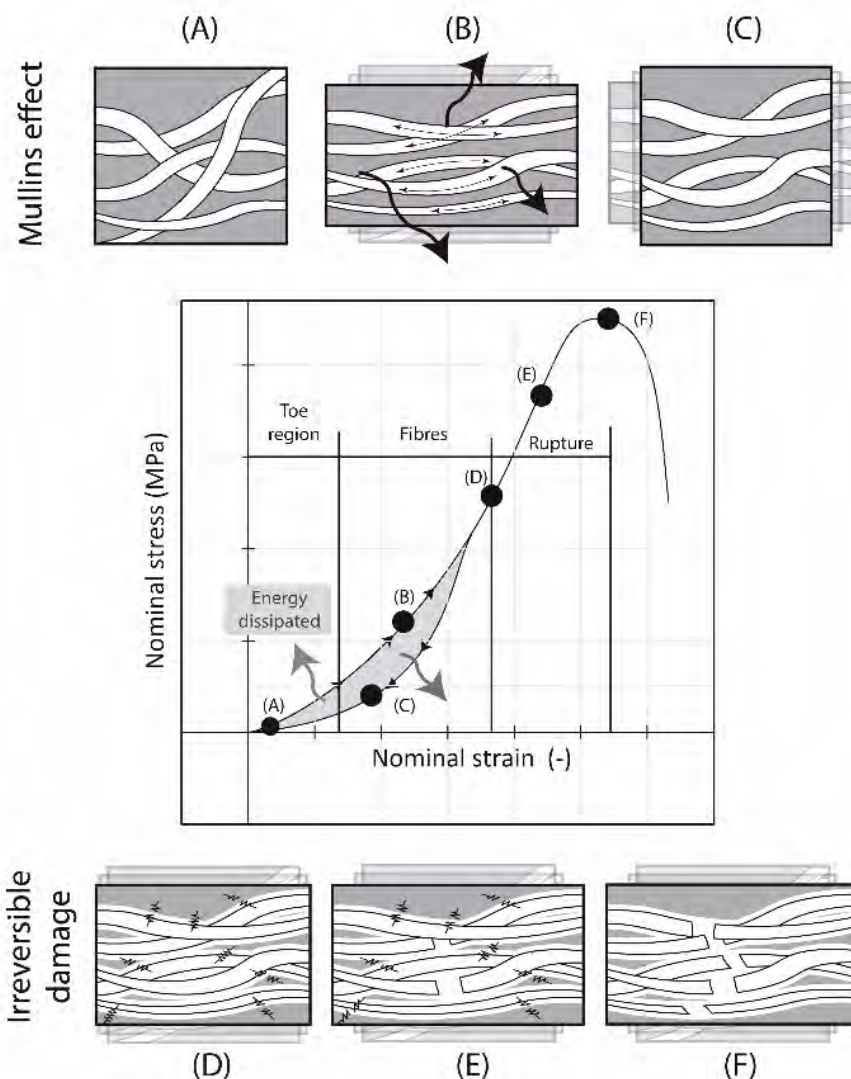 (A)
(B)
(C)
Mullins effect
Nominal stress (MPa)
Toe
region
Fibres
Rupture
(F)
(E)
(D)
Energy
dissipated
(B)
(A)
(C)
Nominal strain (-)
Irreversible
damage
(D)
(E)
(F)